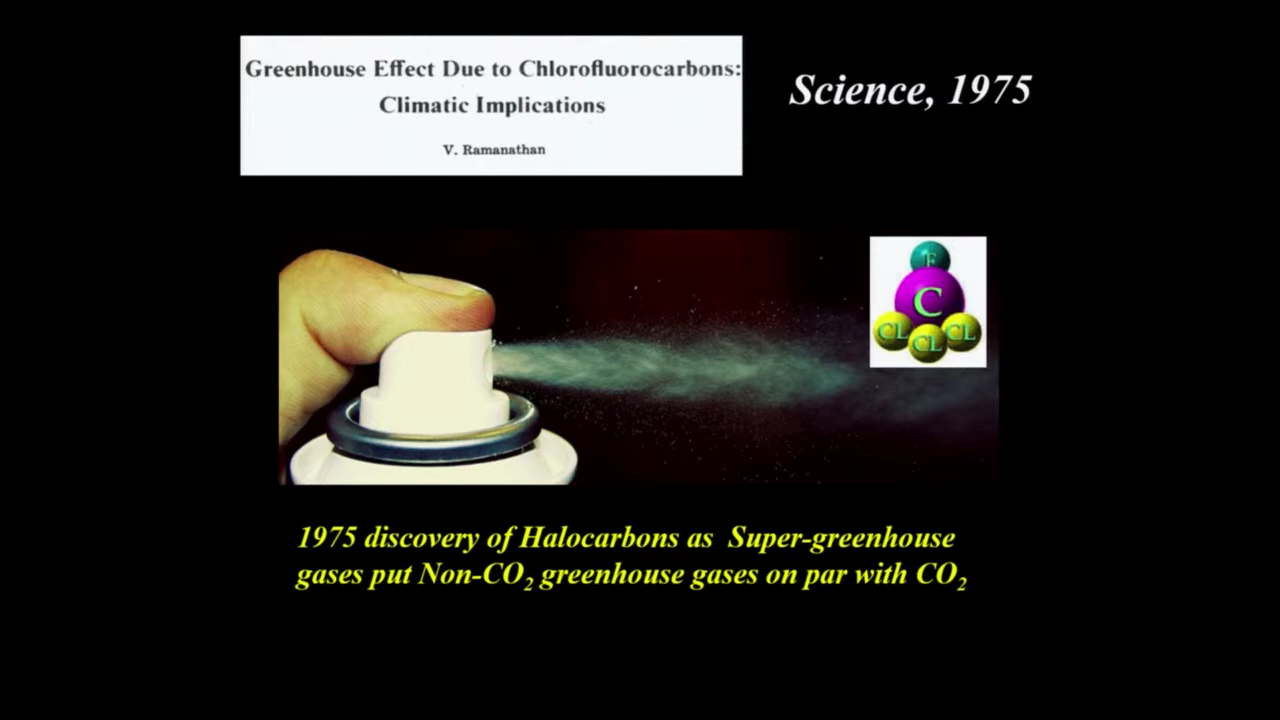 Greenhouse Effect Due to Chlorofluorocarbons:
Climatic Implications
V. Ramanathan
Science, 1975
F
C
CL CL CL
1975 discovery of Halocarbons as Super-greenhouse
gases put Non-CO₂ greenhouse gases on par with CO₂